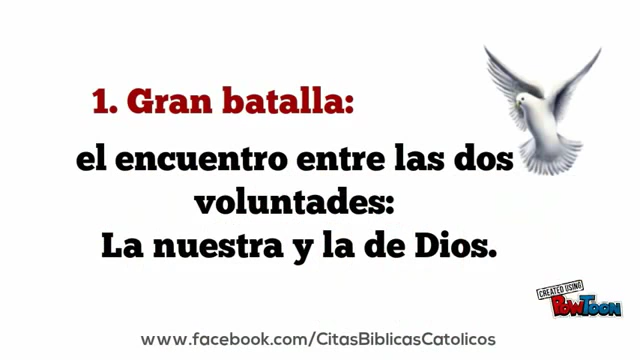 1. Gran batalla:
el encuentro entre las dos
voluntades:
La nuestra y la de Dios.
CREATED USING
POWTOON
www.facebook.com/CitasBiblicasCatolicos